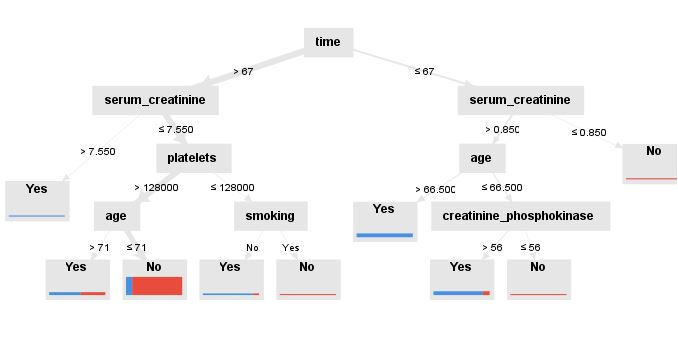 time
> 67
≤ 67
serum_creatinine
serum_creatinine
> 7.550
≤ 7.550
> 0.850
≤ 0.850
Yes
platelets
age
No
> 128000
≤ 128000
> 66.500
≤ 66.500
age
smoking
Yes
creatinine_phosphokinase
> 71
≤ 71
No
Yes
> 56
≤ 56
Yes
No
Yes
No
Yes
No